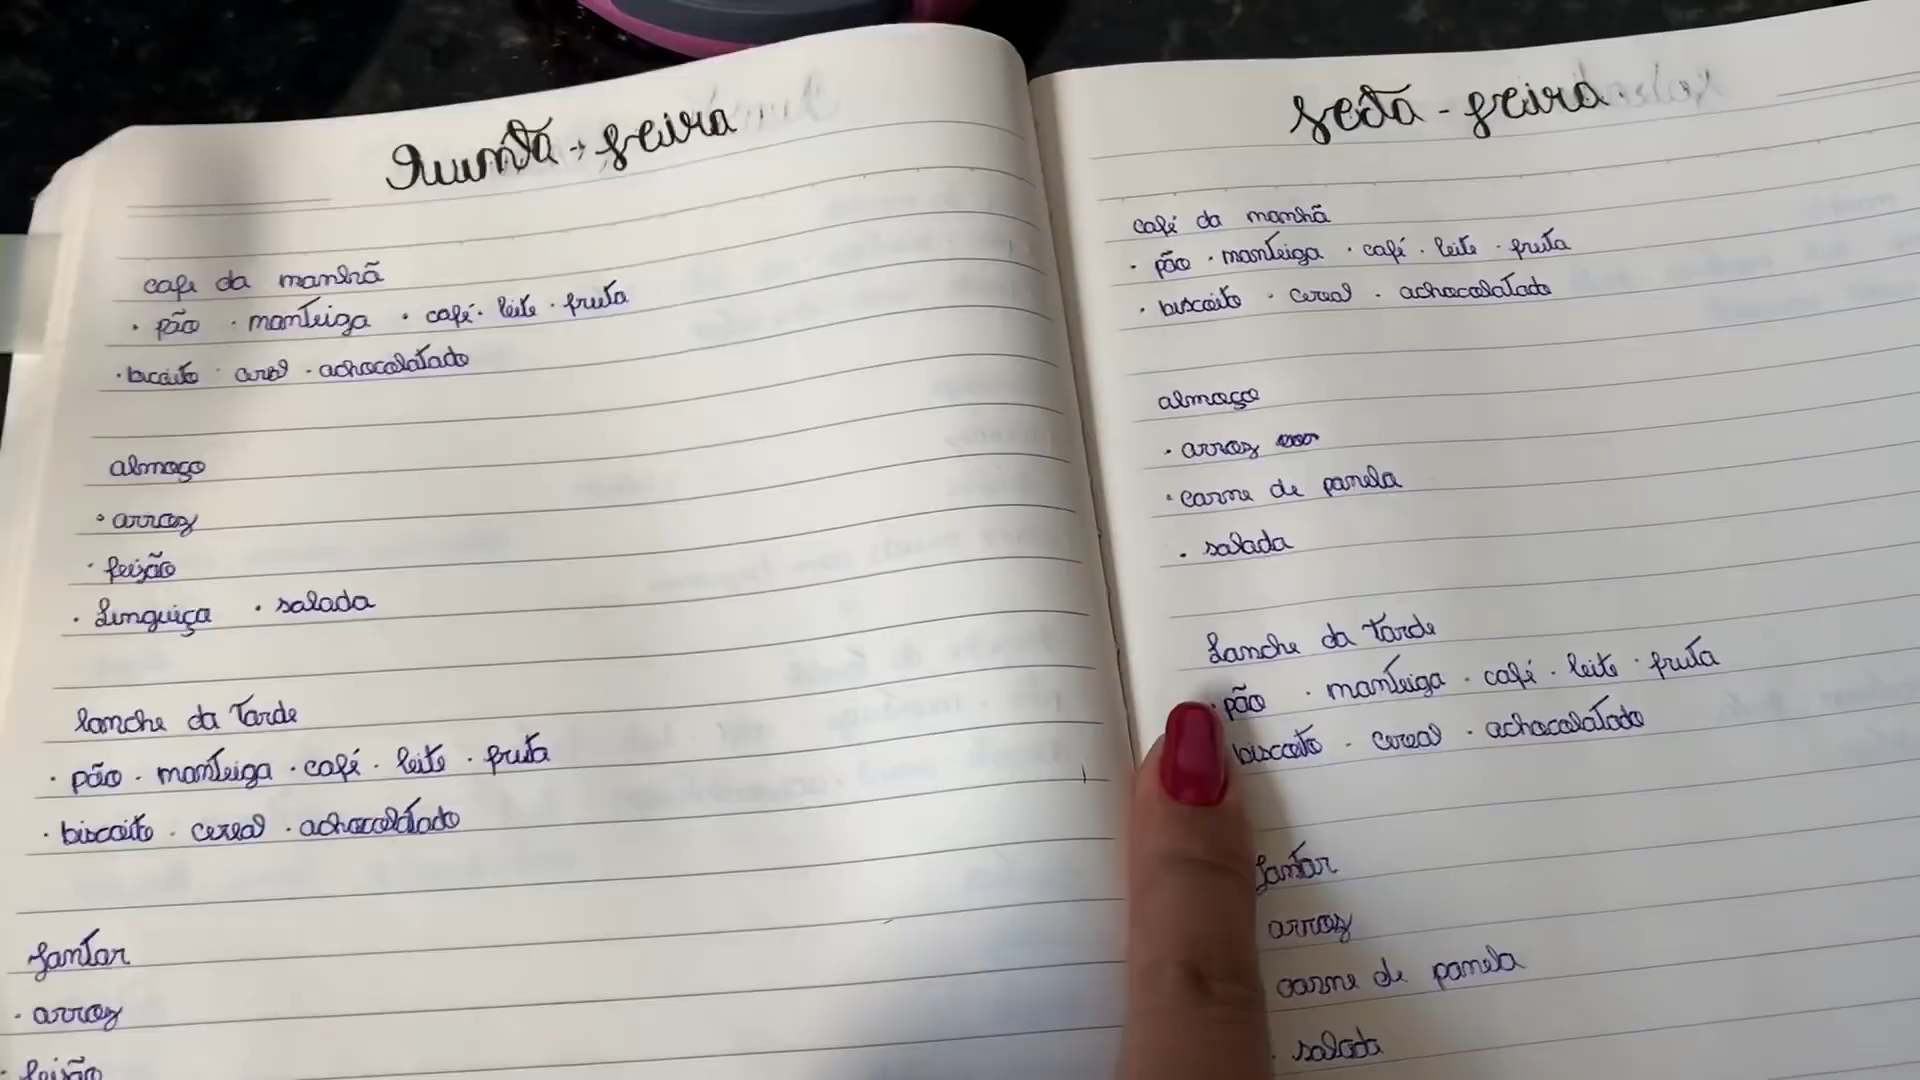 Quinta-feira
café da manhã
· pão · manteiga · café · leite · fruta
· biscaito · cereal · achocolatado
almoço
· arroz
· feijão
· Linguiça · salada
lanche da tarde
· pão · manteiga · café · leite · fruta
· biscaito · cereal · achocolatado
Jantar
· arroz
· feijão
Sexta-feira
café da manhã
· pão · manteiga · café · leite · fruta
· biscoito · cereal · achocolatado
almoço
· arroz
· carne de panela
· salada
Lanche da tarde
· pão · manteiga · café · leite · fruta
biscoito · cereal · achocolatado
Jantar
arroz
carne de panela
· salada